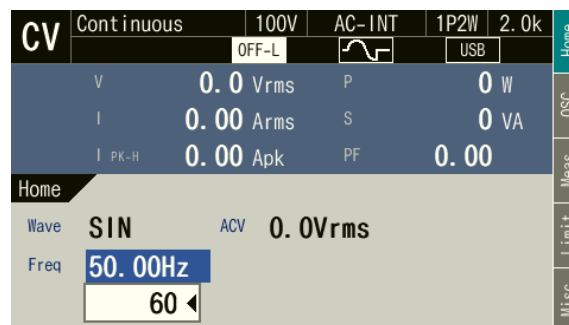 CV Continuous 100V AC-INT 1P2W 2.0k
OFF-L USB
V 0.0 Vrms P 0 W
I 0.00 Arms S 0 VA
I PK-H 0.00 Apk PF 0.00
Home
Wave SIN ACV 0.0Vrms
Freq 50.00Hz
60
Home
OSC
Meas
Limit
Misc